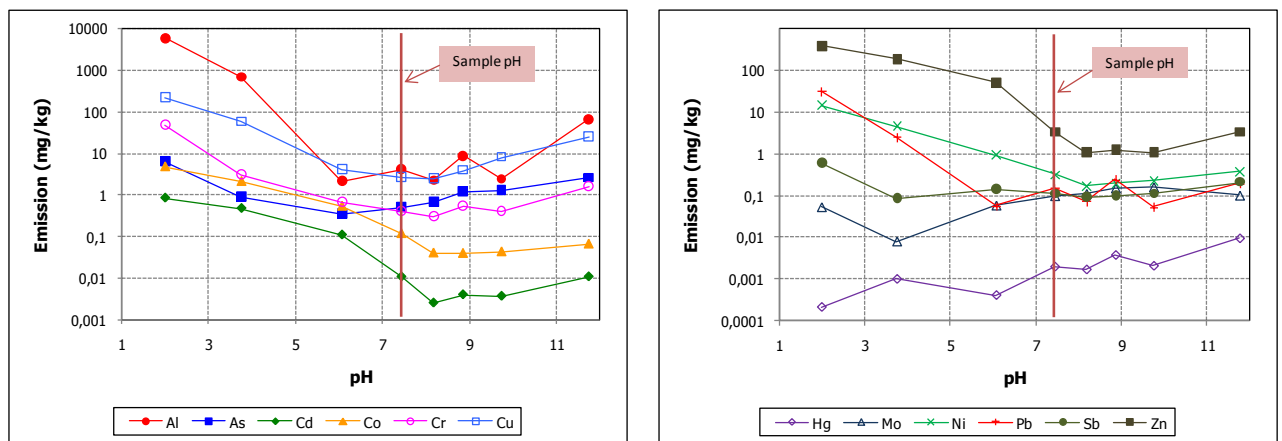 10000
1000
100
10
1
0,1
0,01
0,001
Emission (mg/kg)
1 3 5 7 9 11
pH
Sample pH
Al As Cd Co Cr Cu
100
10
1
0,1
0,01
0,001
0,0001
Emission (mg/kg)
1 3 5 7 9 11
pH
Sample pH
Hg Mo Ni Pb Sb Zn